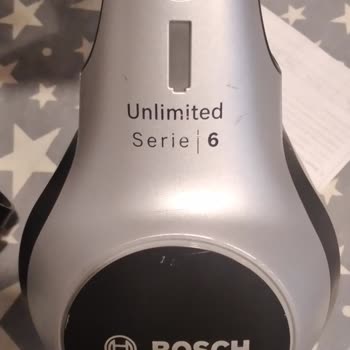 Unlimited
Serie | 6
BOSCH